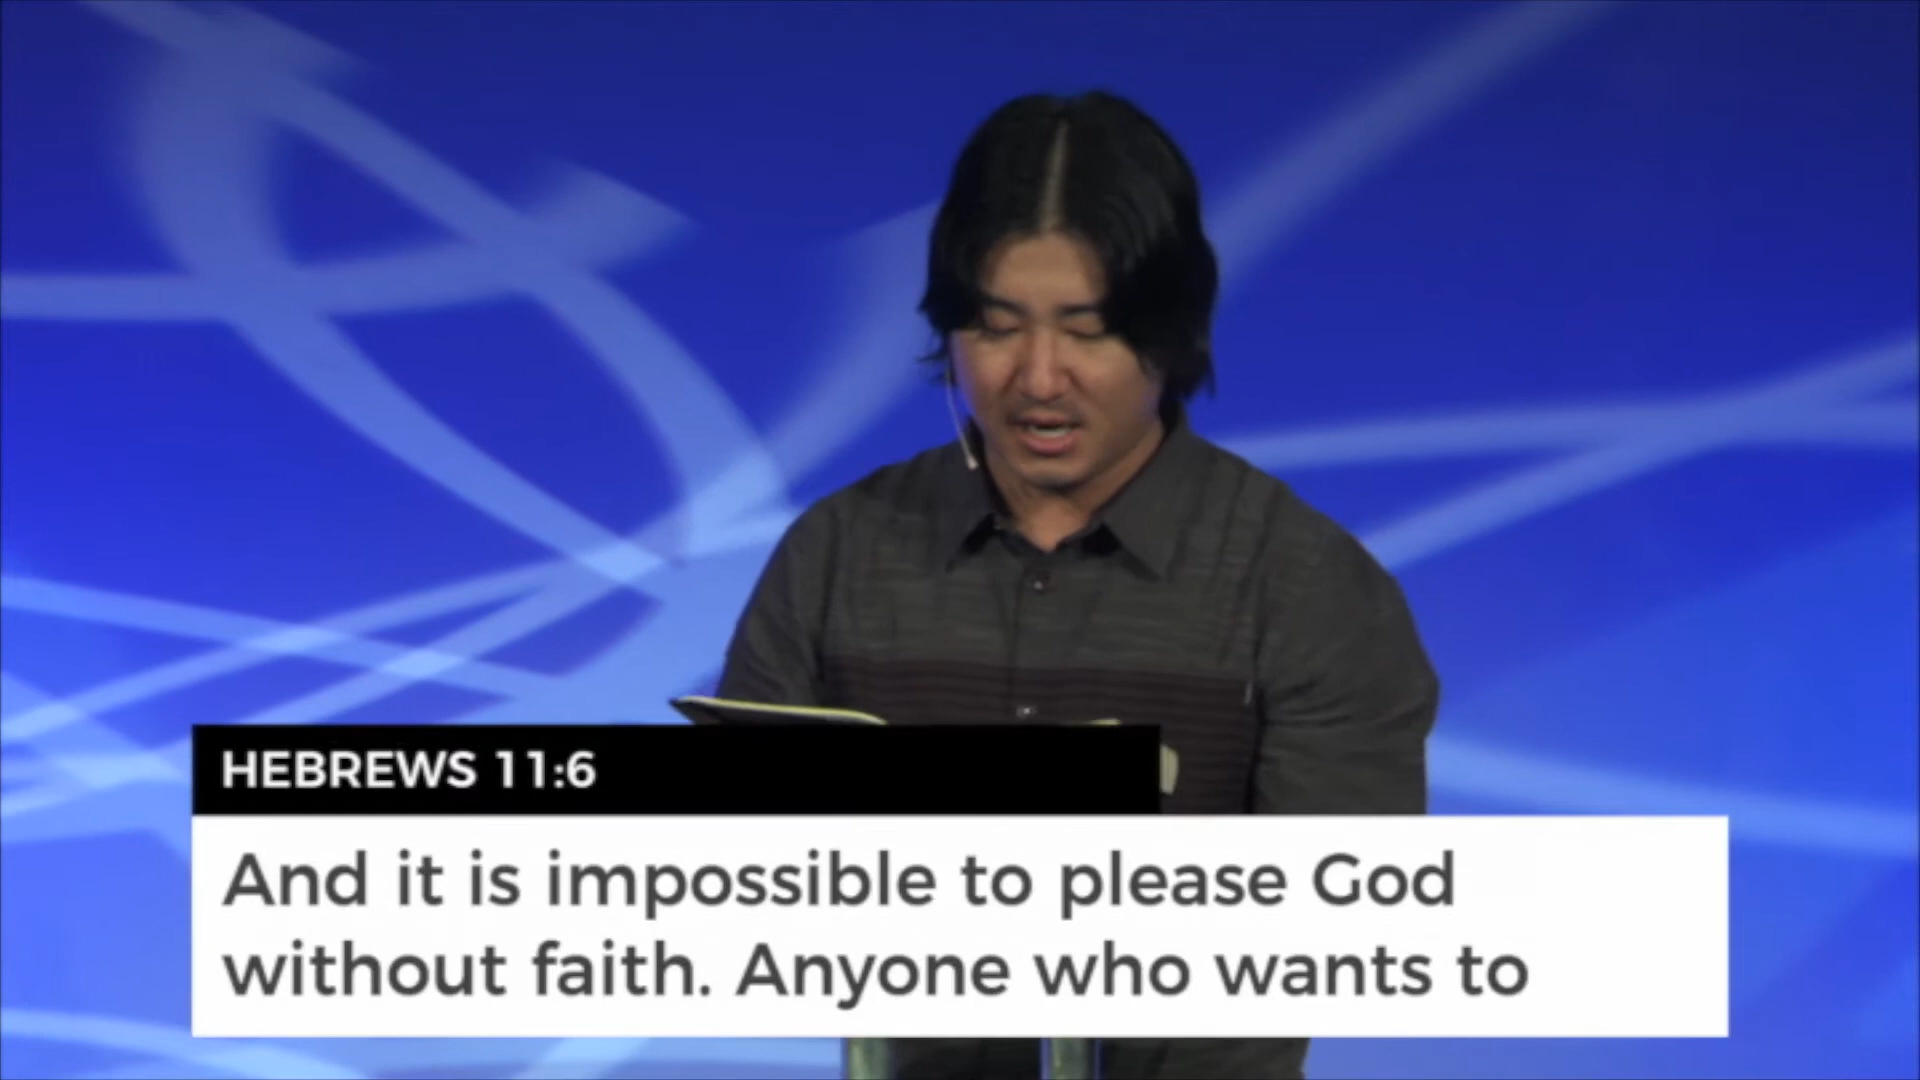 HEBREWS 11:6
And it is impossible to please God
without faith. Anyone who wants to